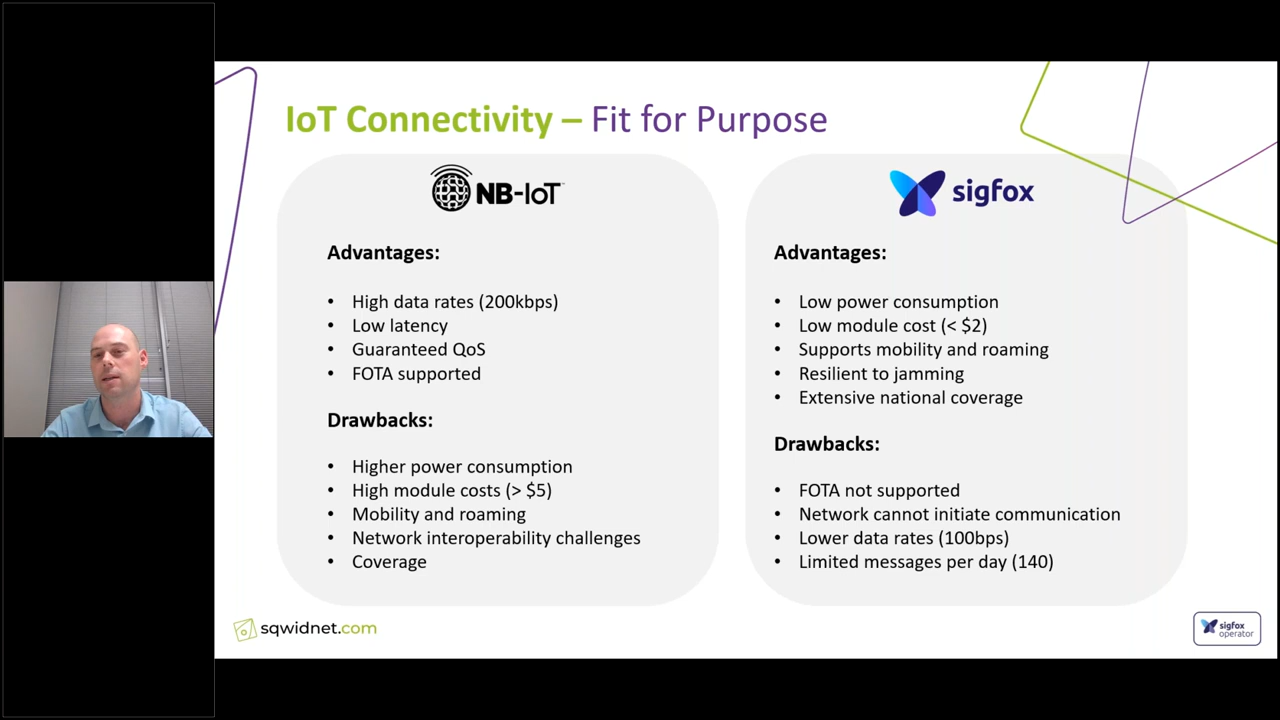 IoT Connectivity – Fit for Purpose
NB-IoT
Advantages:
• High data rates (200kbps)
• Low latency
• Guaranteed QoS
• FOTA supported
Drawbacks:
• Higher power consumption
• High module costs (> $5)
• Mobility and roaming
• Network interoperability challenges
• Coverage
sigfox
Advantages:
• Low power consumption
• Low module cost (< $2)
• Supports mobility and roaming
• Resilient to jamming
• Extensive national coverage
Drawbacks:
• FOTA not supported
• Network cannot initiate communication
• Lower data rates (100bps)
• Limited messages per day (140)
sqwidnet.com
sigfox
operator